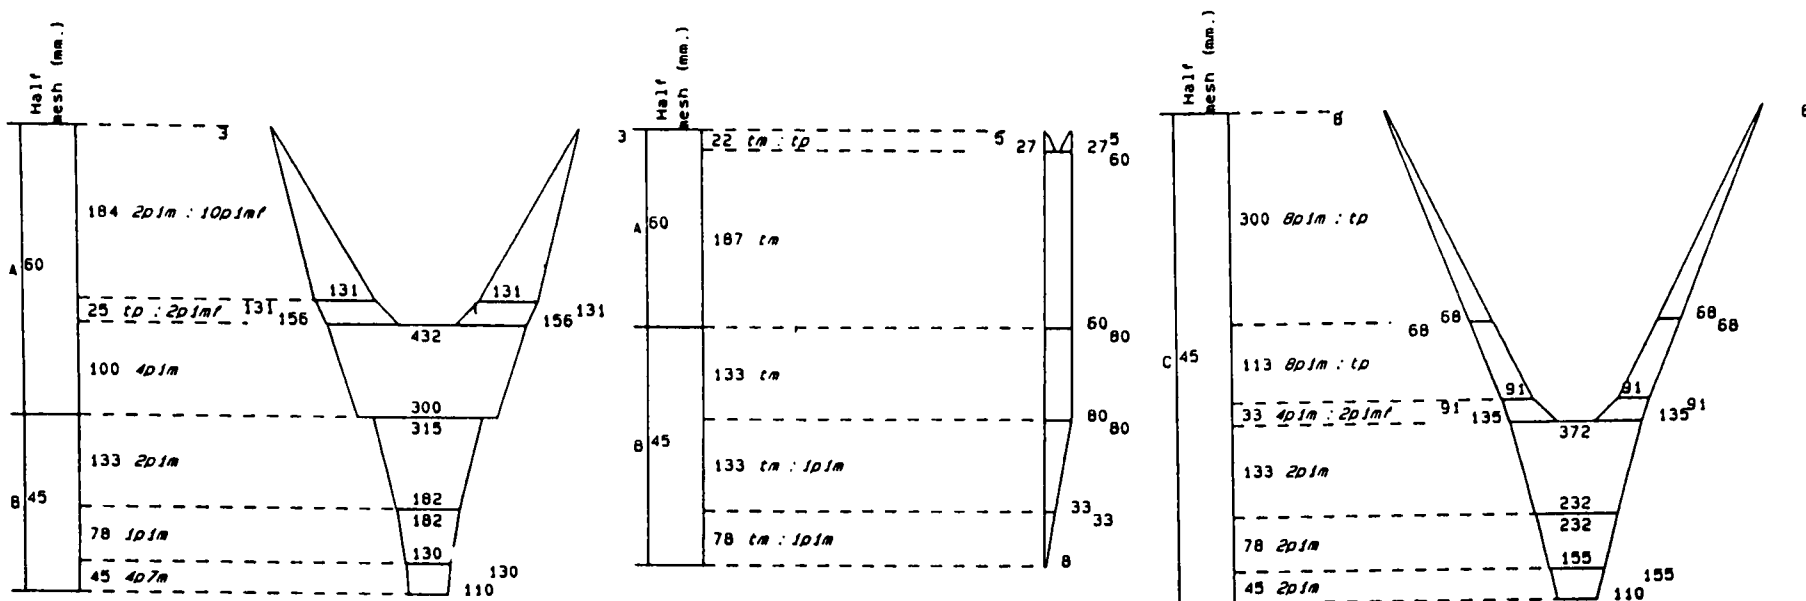 Half
mesh (mm.)
3
184 2p1m : 10p1mf
A 60
131 131
25 tp : 2p1mf 131 156 156 131
432
100 4p1m
300
315
133 2p1m
B 45
182
182
78 1p1m
130
45 4p7m 130
110
Half
mesh (mm.)
3 22 tm : tp 5 27 27 5
60
A 60
187 tm
60
80
133 tm
80
80
B 45
133 tm : 1p1m
33
33
78 tm : 1p1m
8
Half
mesh (mm.)
8 6
300 8p1m : tp
68 68 68 68
C 45
113 8p1m : tp
91 91
33 4p1m : 2p1mf 91 135 135 91
372
133 2p1m
232
232
78 2p1m
155
45 2p1m 155
110